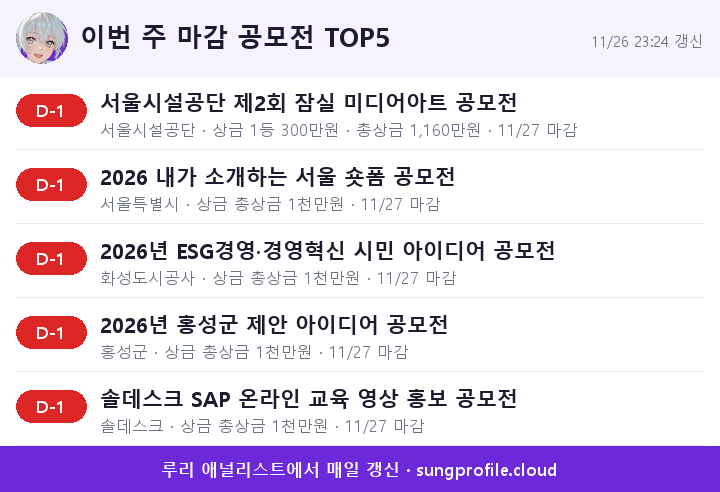 이번 주 마감 공모전 TOP5
11/26 23:24 갱신
D-1
서울시설공단 제2회 잠실 미디어아트 공모전
서울시설공단 · 상금 1등 300만원 · 총상금 1,160만원 · 11/27 마감
D-1
2026 내가 소개하는 서울 숏폼 공모전
서울특별시 · 상금 총상금 1천만원 · 11/27 마감
D-1
2026년 ESG경영·경영혁신 시민 아이디어 공모전
화성도시공사 · 상금 총상금 1천만원 · 11/27 마감
D-1
2026년 홍성군 제안 아이디어 공모전
홍성군 · 상금 총상금 1천만원 · 11/27 마감
D-1
솔데스크 SAP 온라인 교육 영상 홍보 공모전
솔데스크 · 상금 총상금 1천만원 · 11/27 마감
루리 애널리스트에서 매일 갱신 · sungprofile.cloud